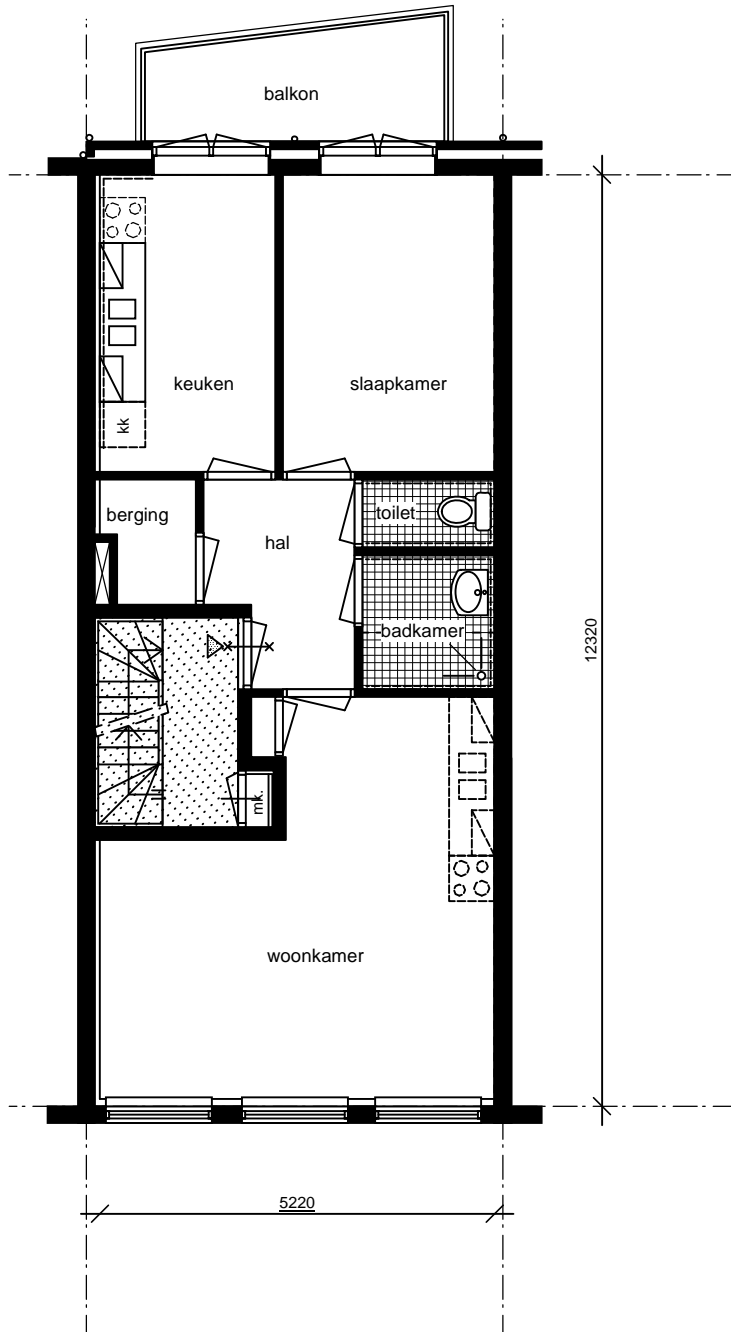 balkon
keuken
slaapkamer
kk
berging
toilet
hal
badkamer
12320
mk.
woonkamer
5220